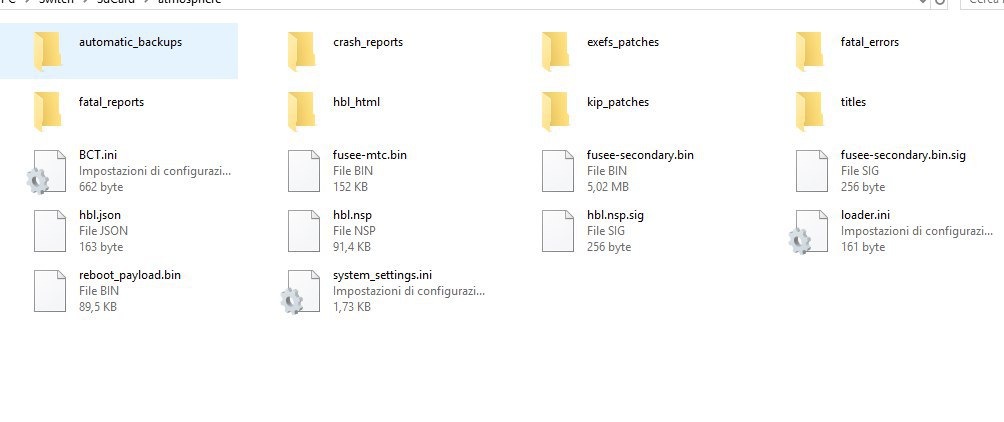 Switch > SdCard > atmosphere
automatic_backups
crash_reports
exefs_patches
fatal_errors
fatal_reports
hbl_html
kip_patches
titles
BCT.ini
Impostazioni di configurazi...
662 byte
fusee-mtc.bin
File BIN
152 KB
fusee-secondary.bin
File BIN
5,02 MB
fusee-secondary.bin.sig
File SIG
256 byte
hbl.json
File JSON
163 byte
hbl.nsp
File NSP
91,4 KB
hbl.nsp.sig
File SIG
256 byte
loader.ini
Impostazioni di configurazi...
161 byte
reboot_payload.bin
File BIN
89,5 KB
system_settings.ini
Impostazioni di configurazi...
1,73 KB